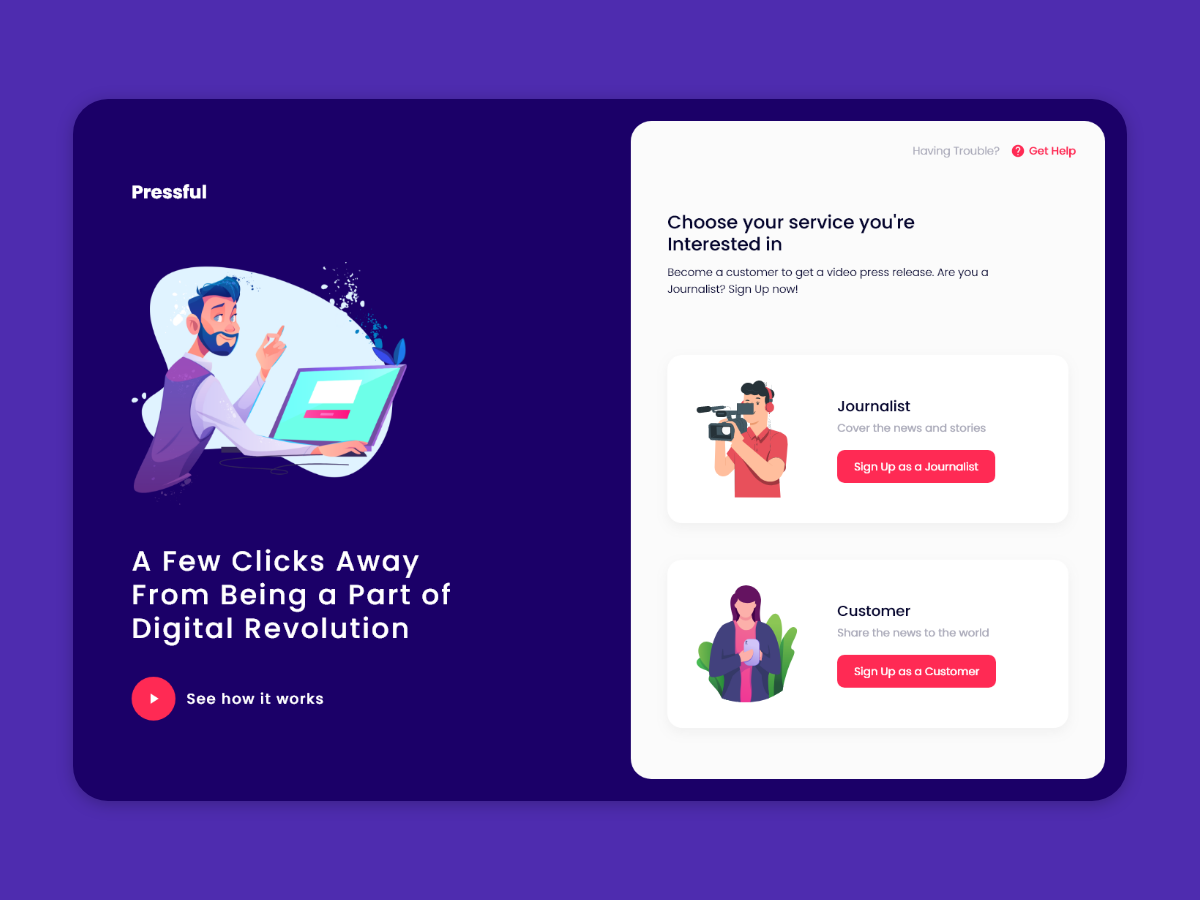 Pressful
A Few Clicks Away
From Being a Part of
Digital Revolution
See how it works
Having Trouble? Get Help
Choose your service you're
Interested in
Become a customer to get a video press release. Are you a
Journalist? Sign Up now!
Journalist
Cover the news and stories
Sign Up as a Journalist
Customer
Share the news to the world
Sign Up as a Customer